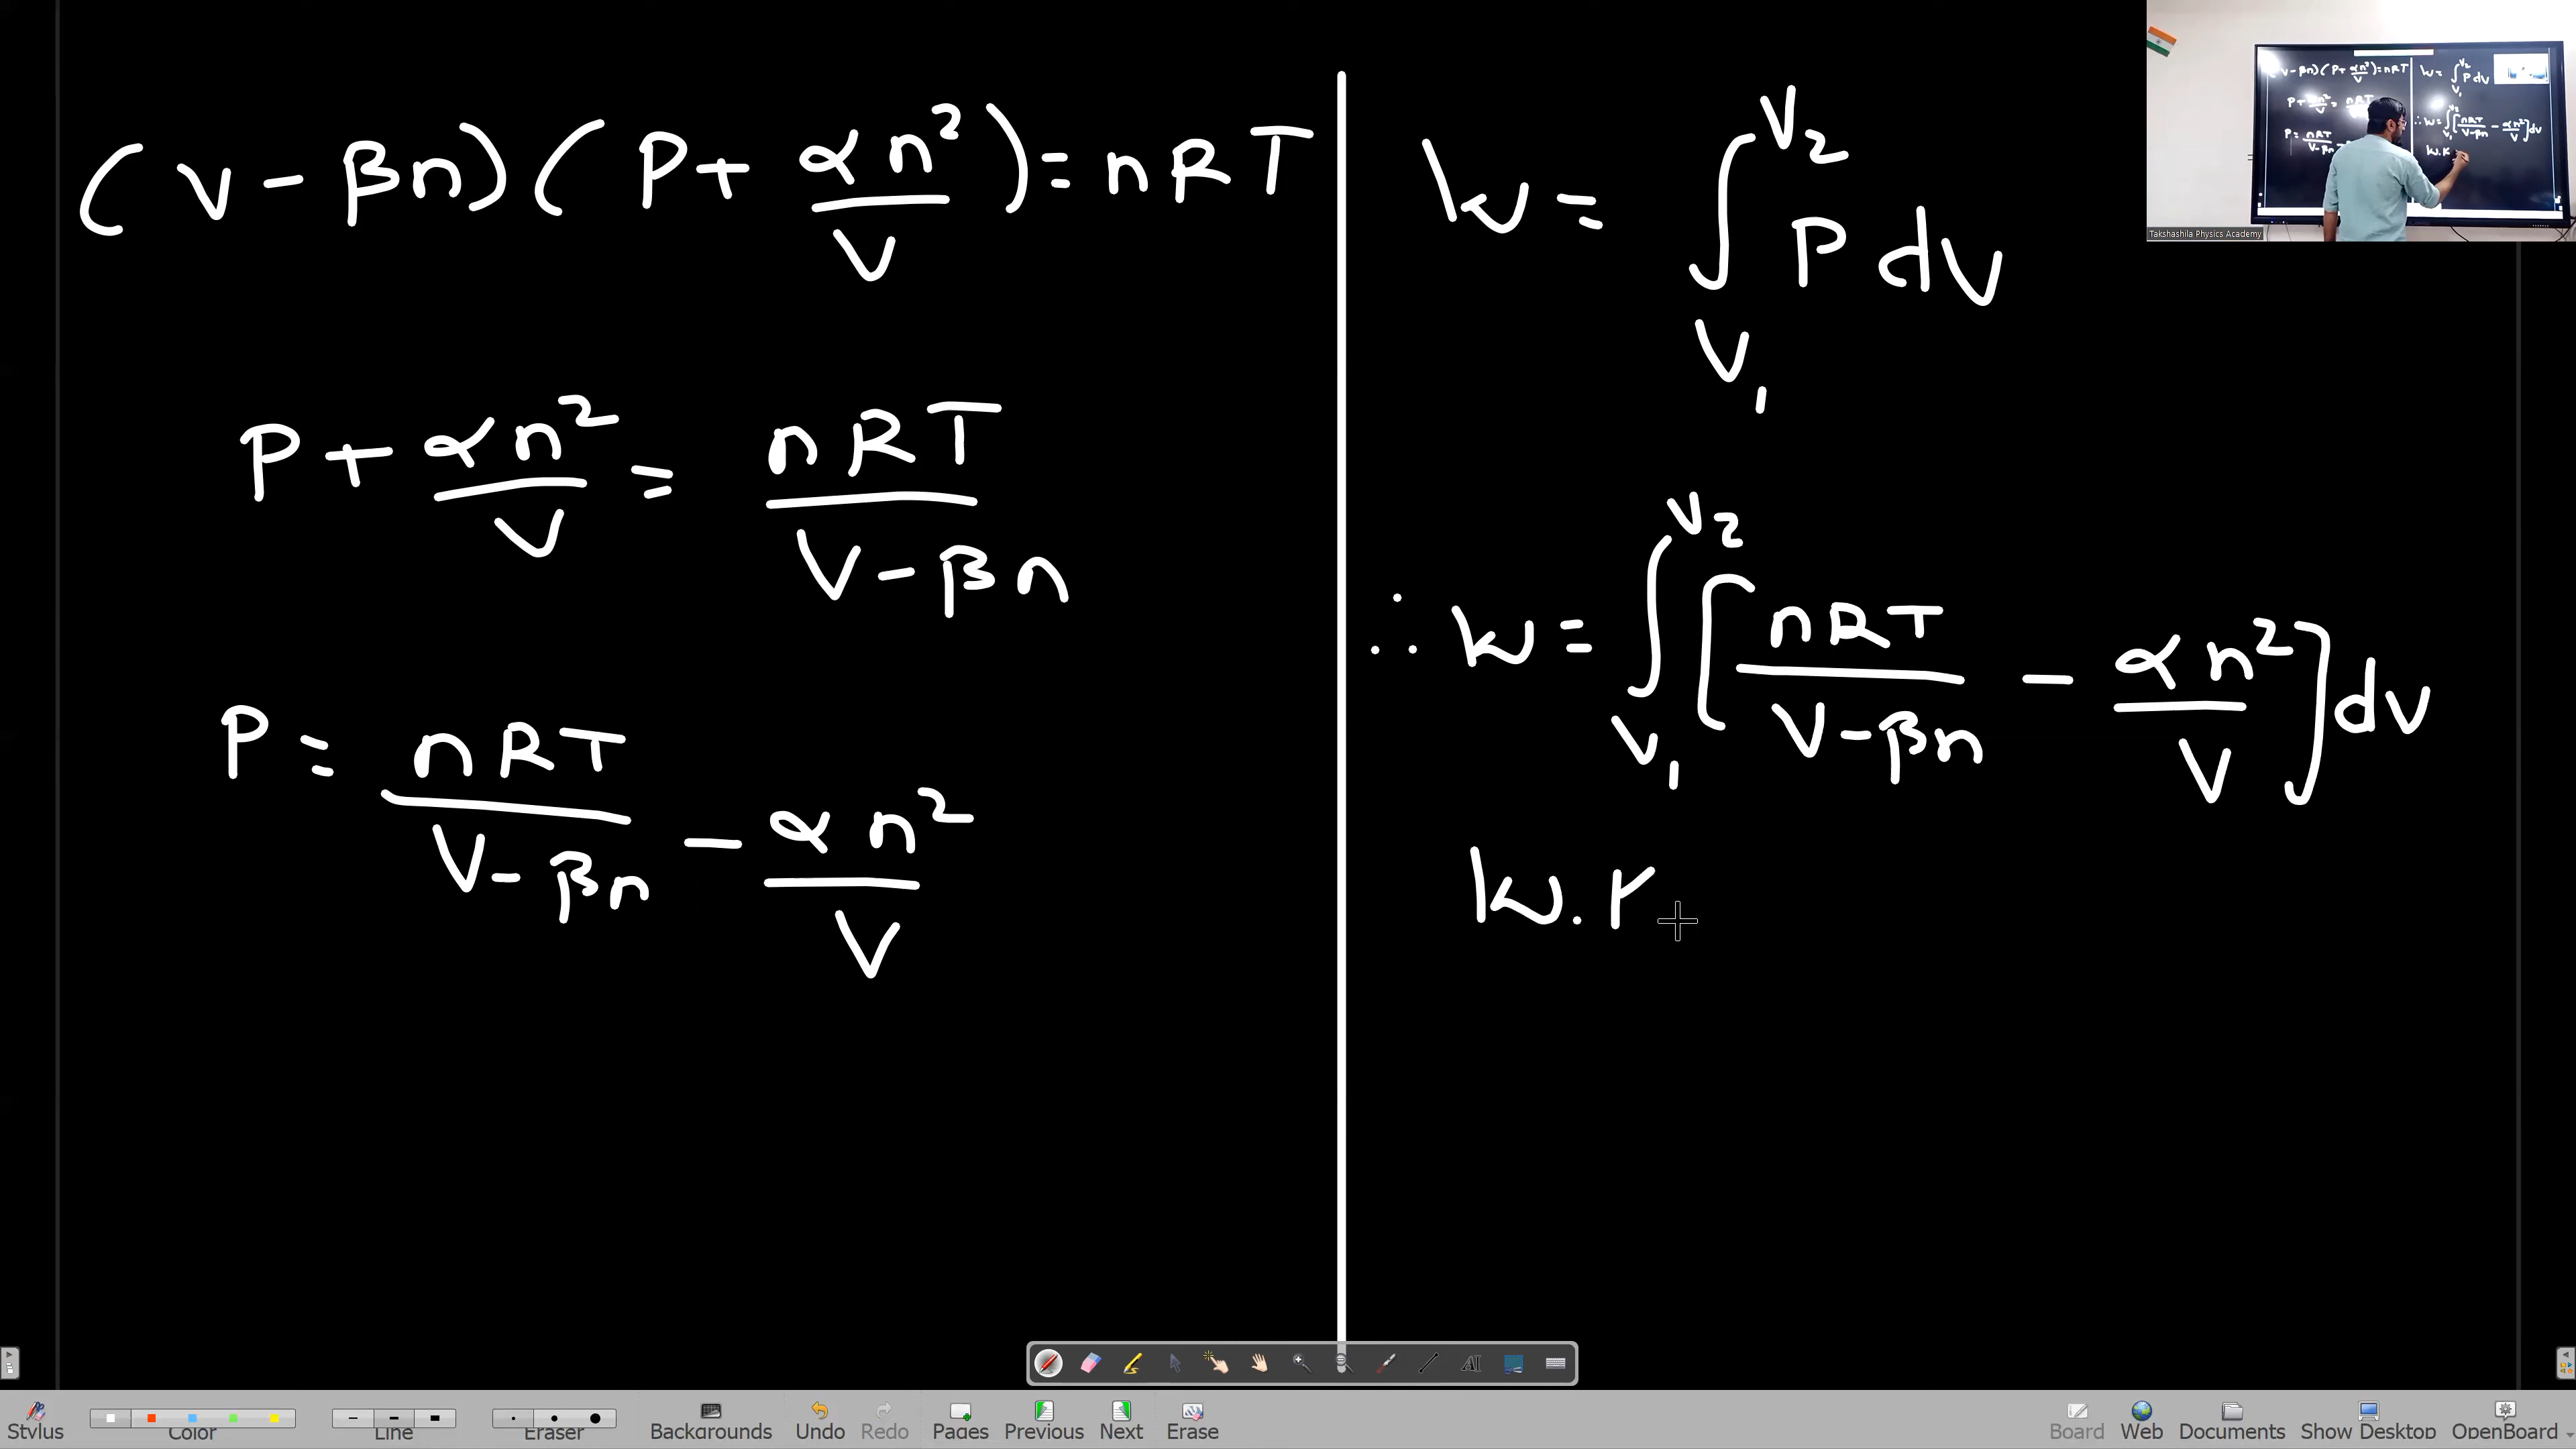 (V - βn)(P + αn²/V) = nRT
P + αn²/V = nRT/(V - βn)
P = nRT/(V - βn) - αn²/V
W = ∫_{V₁}^{V₂} P dV
∴ W = ∫_{V₁}^{V₂} [nRT/(V - βn) - αn²/V] dV
W.K
Takshashila Physics Academy
Stylus Color Line Eraser Backgrounds Undo Redo Pages Previous Next Erase Board Web Documents Show Desktop OpenBoard